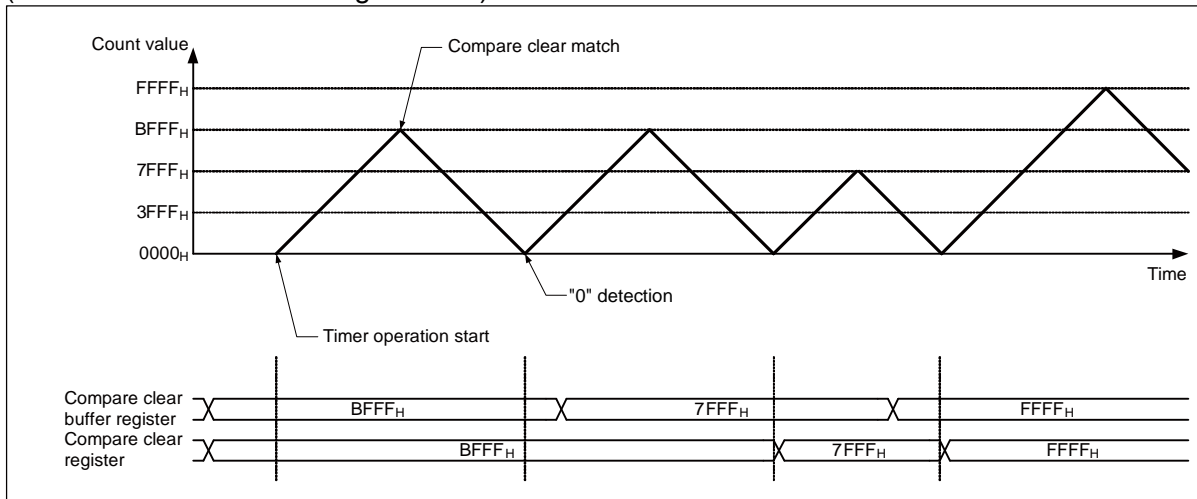 Count value
Compare clear match
FFFFH
BFFFH
7FFFH
3FFFH
0000H
Time
"0" detection
Timer operation start
Compare clear
buffer register
BFFFH
7FFFH
FFFFH
Compare clear
register
BFFFH
7FFFH
FFFFH